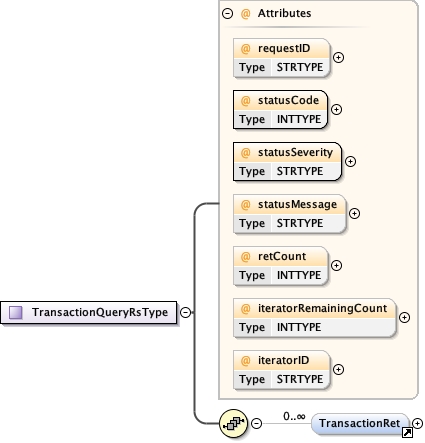 @ Attributes
@ requestID
Type STRTYPE
@ statusCode
Type INTTYPE
@ statusSeverity
Type STRTYPE
@ statusMessage
Type STRTYPE
@ retCount
Type INTTYPE
TransactionQueryRsType
@ iteratorRemainingCount
Type INTTYPE
@ iteratorID
Type STRTYPE
0..∞
TransactionRet